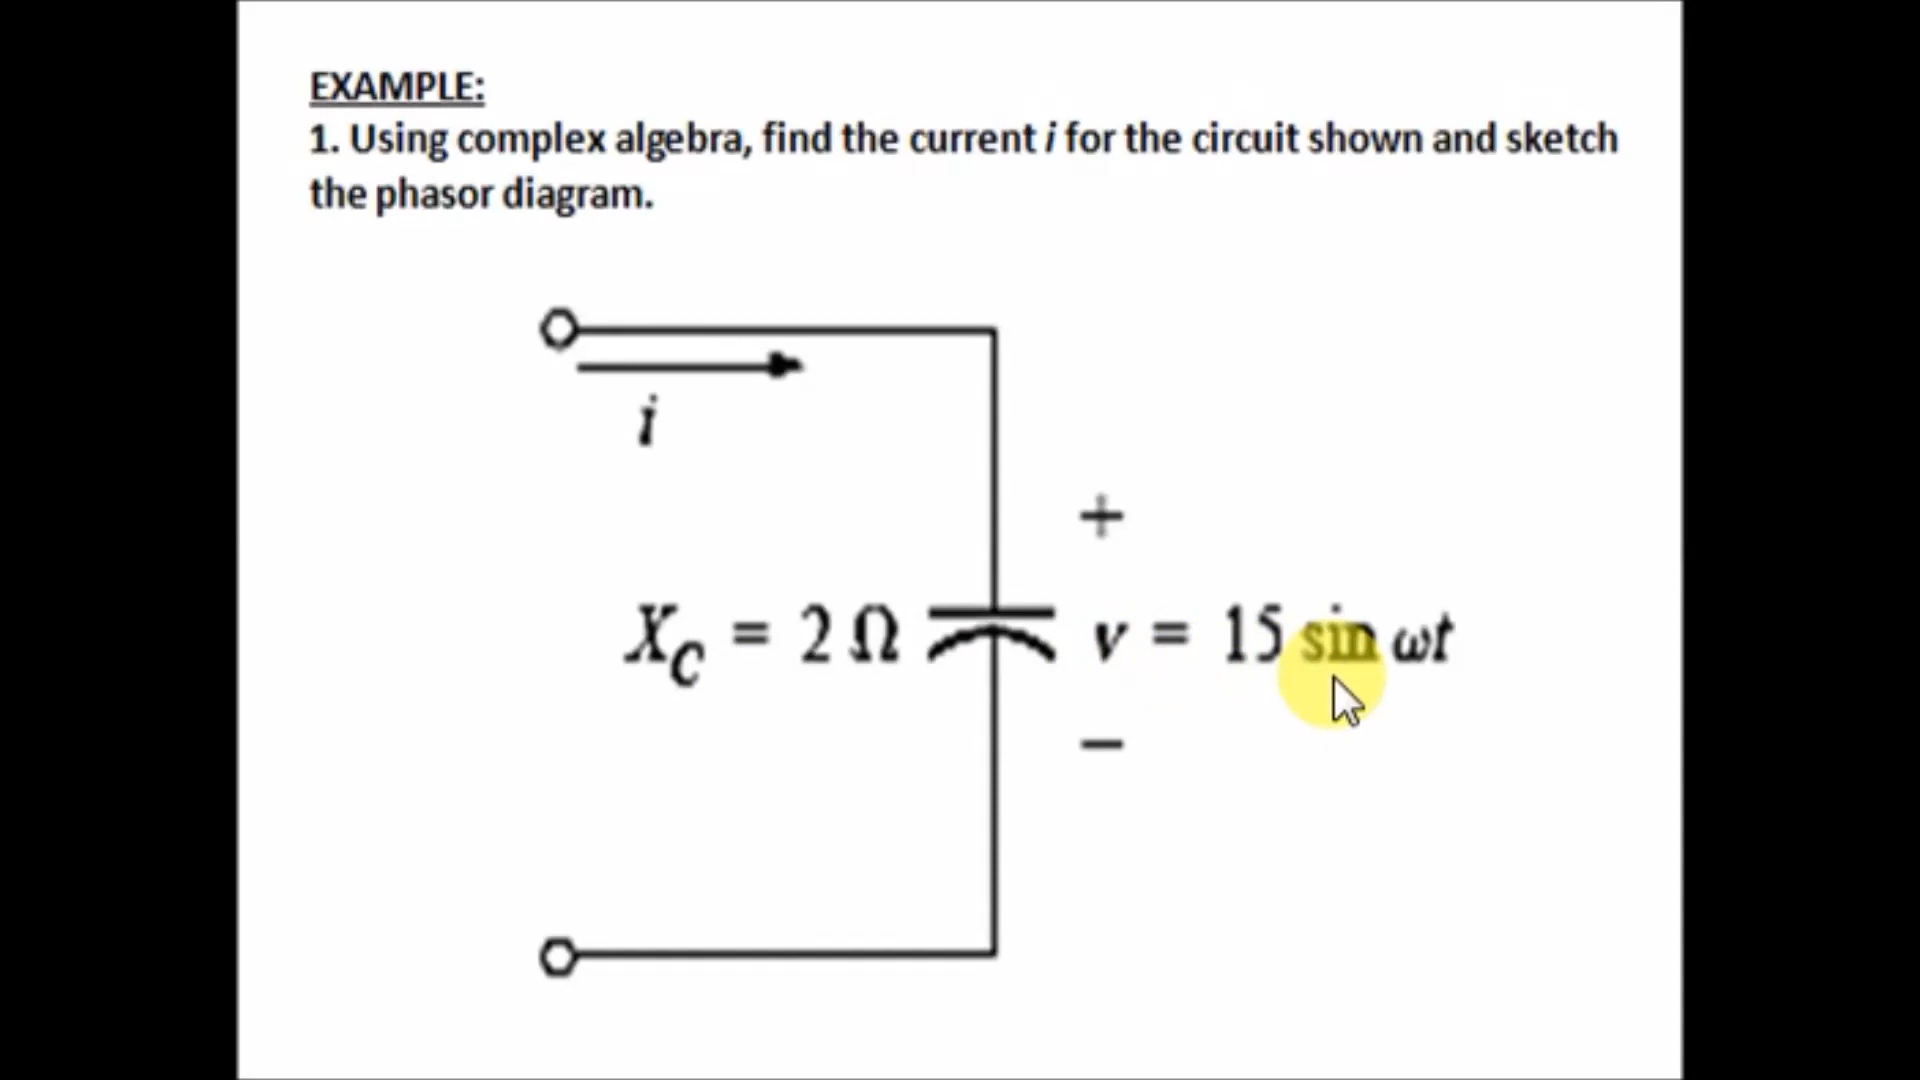 EXAMPLE:
1. Using complex algebra, find the current i for the circuit shown and sketch
the phasor diagram.
i
+
X_C = 2 Ω
v = 15 sin ωt
−